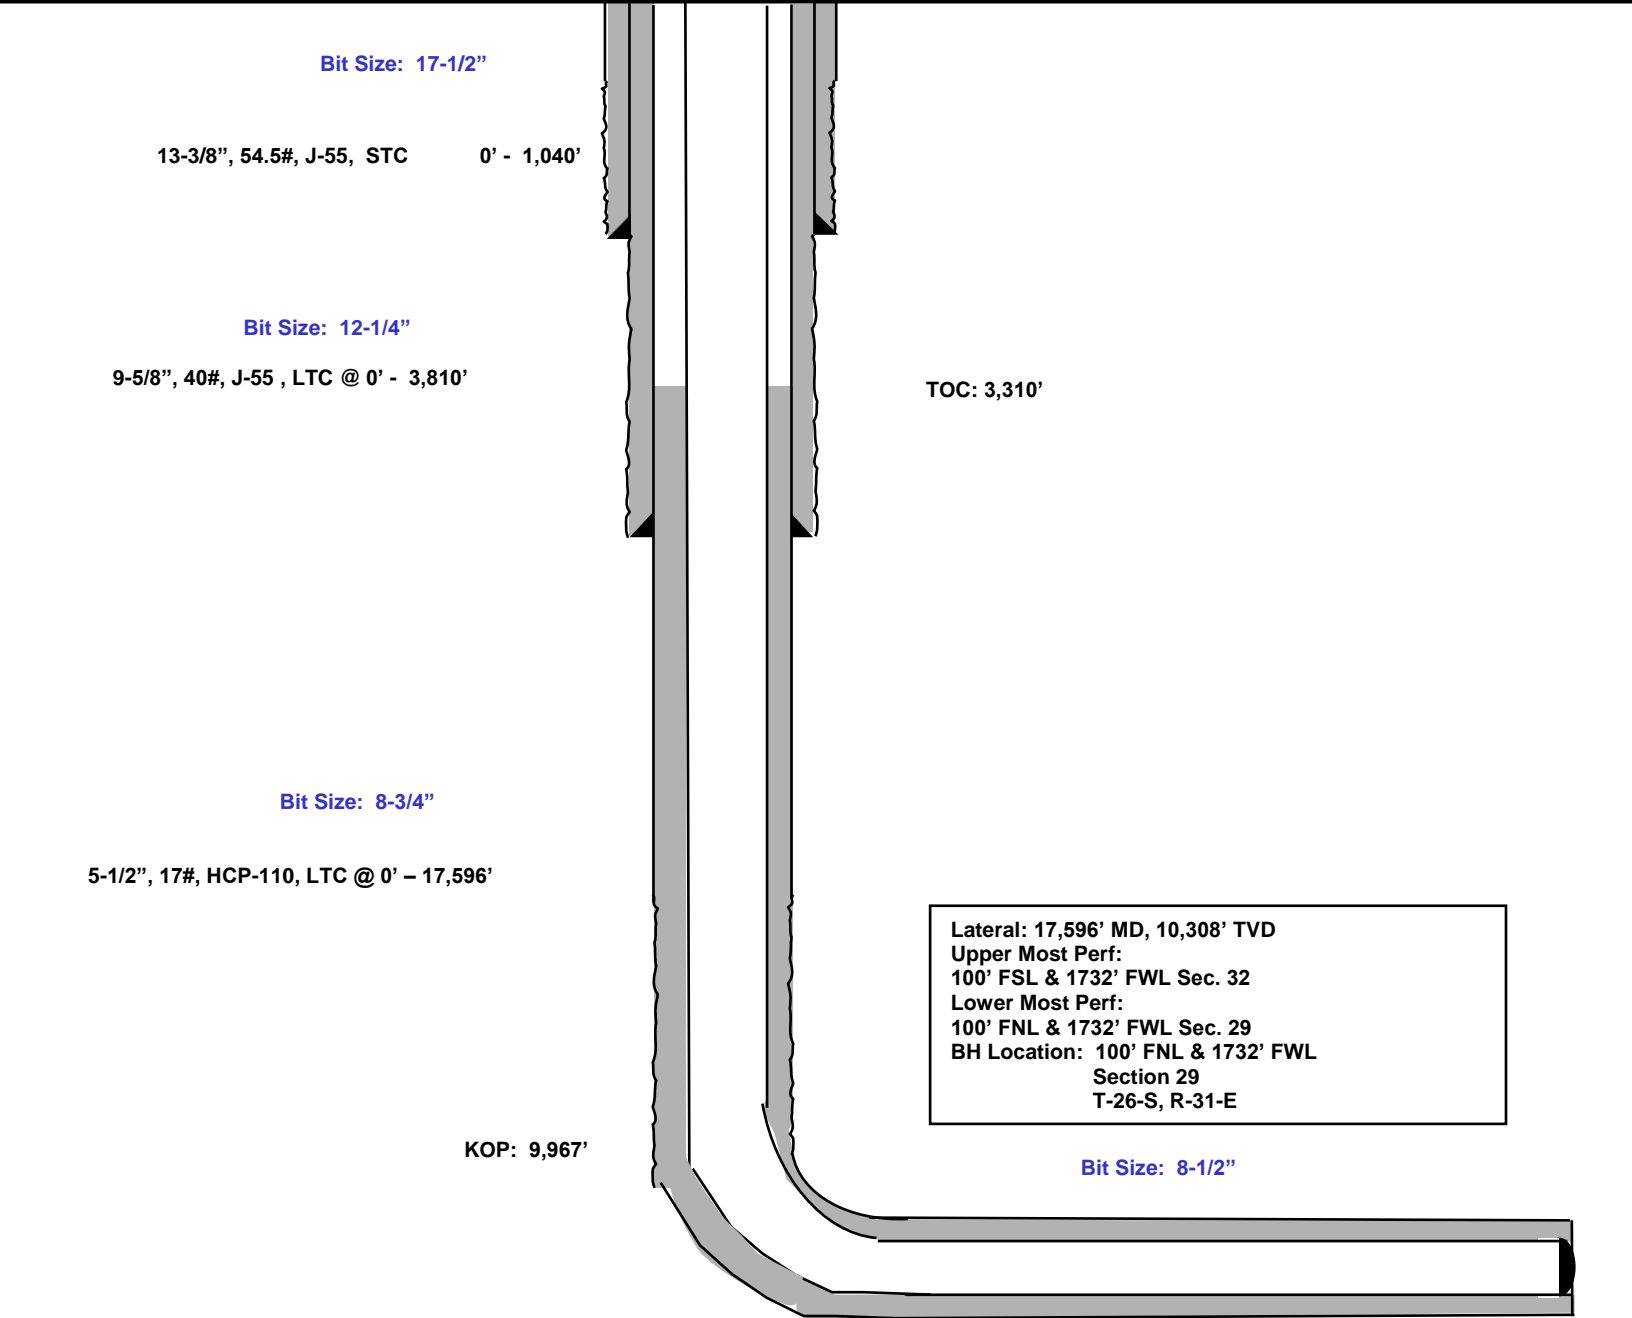 Bit Size: 17-1/2”
13-3/8”, 54.5#, J-55, STC 0’ - 1,040’
Bit Size: 12-1/4”
9-5/8”, 40#, J-55 , LTC @ 0’ - 3,810’
TOC: 3,310’
Bit Size: 8-3/4”
5-1/2”, 17#, HCP-110, LTC @ 0’ – 17,596’
Lateral: 17,596’ MD, 10,308’ TVD
Upper Most Perf:
100’ FSL & 1732’ FWL Sec. 32
Lower Most Perf:
100’ FNL & 1732’ FWL Sec. 29
BH Location: 100’ FNL & 1732’ FWL
Section 29
T-26-S, R-31-E
KOP: 9,967’
Bit Size: 8-1/2”